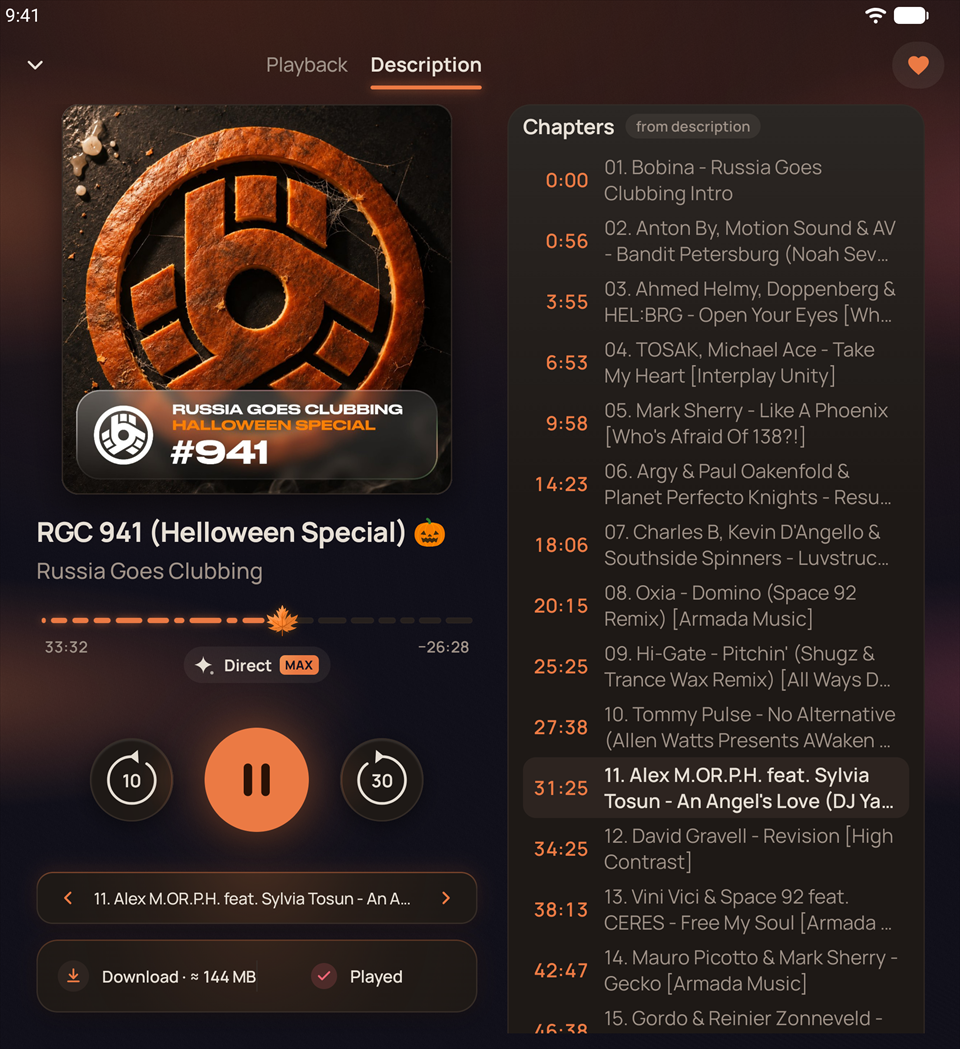 9:41
Playback
Description
RUSSIA GOES CLUBBING
HALLOWEEN SPECIAL
#941
RGC 941 (Helloween Special) 🎃
Russia Goes Clubbing
33:32
−26:28
Direct MAX
10
30
11. Alex M.OR.P.H. feat. Sylvia Tosun - An A...
Download · ≈ 144 MB
Played
Chapters
from description
0:00
01. Bobina - Russia Goes
Clubbing Intro
0:56
02. Anton By, Motion Sound & AV
- Bandit Petersburg (Noah Sev...
3:55
03. Ahmed Helmy, Doppenberg &
HEL:BRG - Open Your Eyes [Wh...
6:53
04. TOSAK, Michael Ace - Take
My Heart [Interplay Unity]
9:58
05. Mark Sherry - Like A Phoenix
[Who's Afraid Of 138?!]
14:23
06. Argy & Paul Oakenfold &
Planet Perfecto Knights - Resu...
18:06
07. Charles B, Kevin D'Angello &
Southside Spinners - Luvstruc...
20:15
08. Oxia - Domino (Space 92
Remix) [Armada Music]
25:25
09. Hi-Gate - Pitchin' (Shugz &
Trance Wax Remix) [All Ways D...
27:38
10. Tommy Pulse - No Alternative
(Allen Watts Presents AWaken ...
31:25
11. Alex M.OR.P.H. feat. Sylvia
Tosun - An Angel's Love (DJ Ya...
34:25
12. David Gravell - Revision [High
Contrast]
38:13
13. Vini Vici & Space 92 feat.
CERES - Free My Soul [Armada ...
42:47
14. Mauro Picotto & Mark Sherry -
Gecko [Armada Music]
46:38
15. Gordo & Reinier Zonneveld -